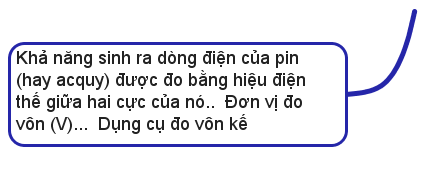 Khả năng sinh ra dòng điện của pin
(hay acquy) được đo bằng hiệu điện
thế giữa hai cực của nó.. Đơn vị đo
vôn (V)... Dụng cụ đo vôn kế